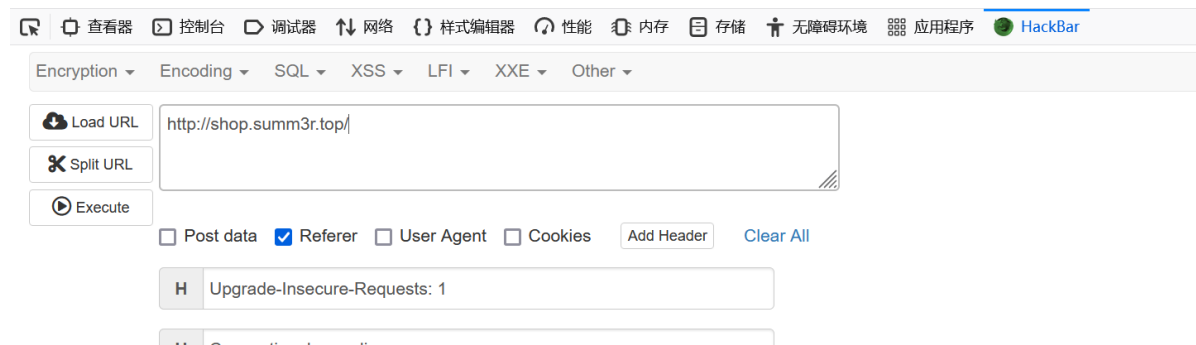 查看器 控制台 调试器 网络 样式编辑器 性能 内存 存储 无障碍环境 应用程序 HackBar
Encryption Encoding SQL XSS LFI XXE Other
Load URL http://shop.summ3r.top/
Split URL
Execute
Post data Referer User Agent Cookies Add Header Clear All
H Upgrade-Insecure-Requests: 1